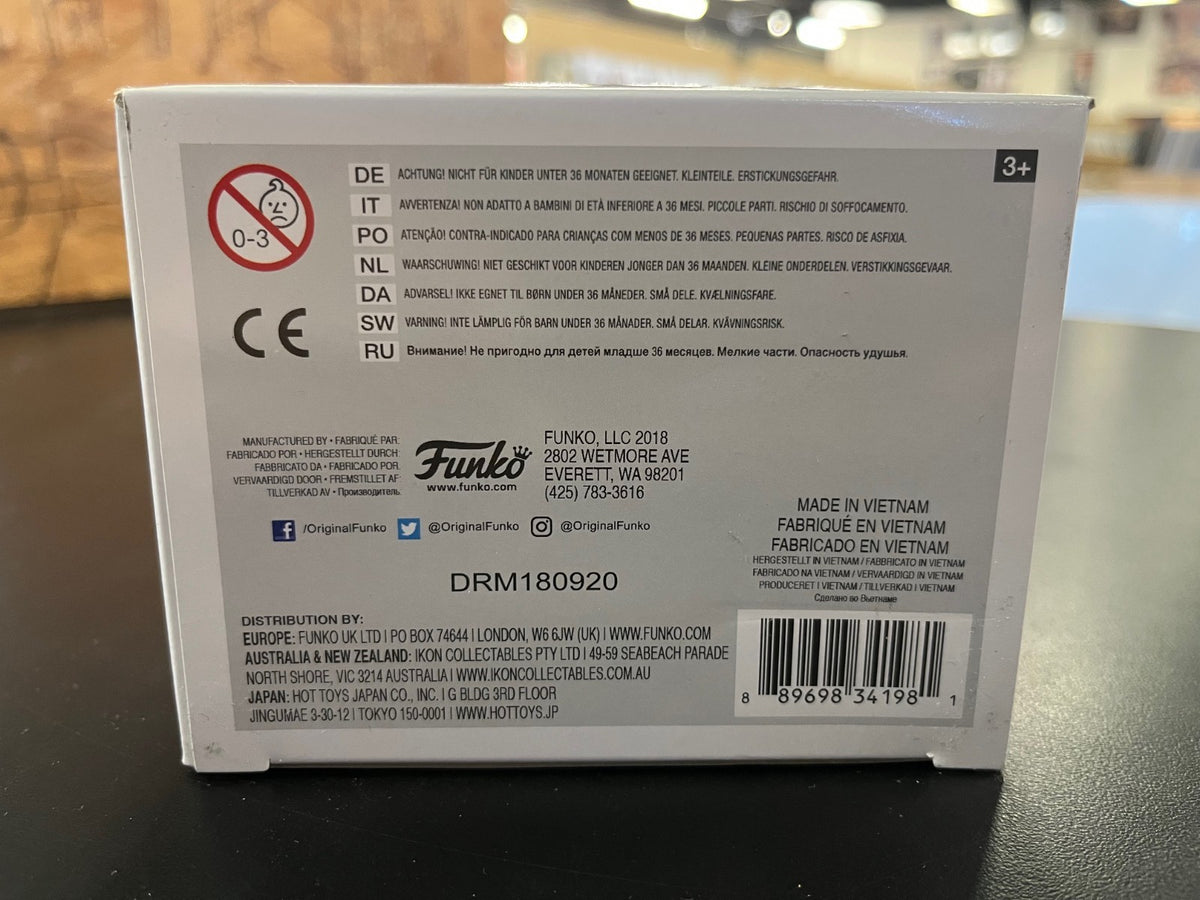 3+
0-3
DE ACHTUNG! NICHT FÜR KINDER UNTER 36 MONATEN GEEIGNET. KLEINTEILE. ERSTICKUNGSGEFAHR.
IT AVVERTENZA! NON ADATTO A BAMBINI DI ETÀ INFERIORE A 36 MESI. PICCOLE PARTI. RISCHIO DI SOFFOCAMENTO.
PO ATENÇÃO! CONTRA-INDICADO PARA CRIANÇAS COM MENOS DE 36 MESES. PEQUENAS PARTES. RISCO DE ASFIXIA.
NL WAARSCHUWING! NIET GESCHIKT VOOR KINDEREN JONGER DAN 36 MAANDEN. KLEINE ONDERDELEN. VERSTIKKINGSGEVAAR.
DA ADVARSEL! IKKE EGNET TIL BØRN UNDER 36 MÅNEDER. SMÅ DELE. KVÆLNINGSFARE.
SW VARNING! INTE LÄMPLIG FÖR BARN UNDER 36 MÅNADER. SMÅ DELAR. KVÄVNINGSRISK.
RU Внимание! Не пригодно для детей младше 36 месяцев. Мелкие части. Опасность удушья.
CE
MANUFACTURED BY • FABRIQUÉ PAR:
FABRICADO POR • HERGESTELLT DURCH:
FABBRICATO DA • FABRICADO POR.
VERVAARDIGD DOOR • FREMSTILLET AF:
TILLVERKAD AV • Производитель:
Funko
www.funko.com
FUNKO, LLC 2018
2802 WETMORE AVE
EVERETT, WA 98201
(425) 783-3616
/OriginalFunko @OriginalFunko @OriginalFunko
DRM180920
MADE IN VIETNAM
FABRIQUÉ EN VIETNAM
FABRICADO EN VIETNAM
HERGESTELLT IN VIETNAM / FABBRICATO IN VIETNAM
FABRICADO NA VIETNAM / VERVAARDIGD IN VIETNAM
PRODUCERET I VIETNAM / TILLVERKAD I VIETNAM
Сделано во Вьетнаме
DISTRIBUTION BY:
EUROPE: FUNKO UK LTD | PO BOX 74644 | LONDON, W6 6JW (UK) | WWW.FUNKO.COM
AUSTRALIA & NEW ZEALAND: IKON COLLECTABLES PTY LTD | 49-59 SEABEACH PARADE
NORTH SHORE, VIC 3214 AUSTRALIA | WWW.IKONCOLLECTABLES.COM.AU
JAPAN: HOT TOYS JAPAN CO., INC. | G BLDG 3RD FLOOR
JINGUMAE 3-30-12 | TOKYO 150-0001 | WWW.HOTTOYS.JP
8 89698 34198 1